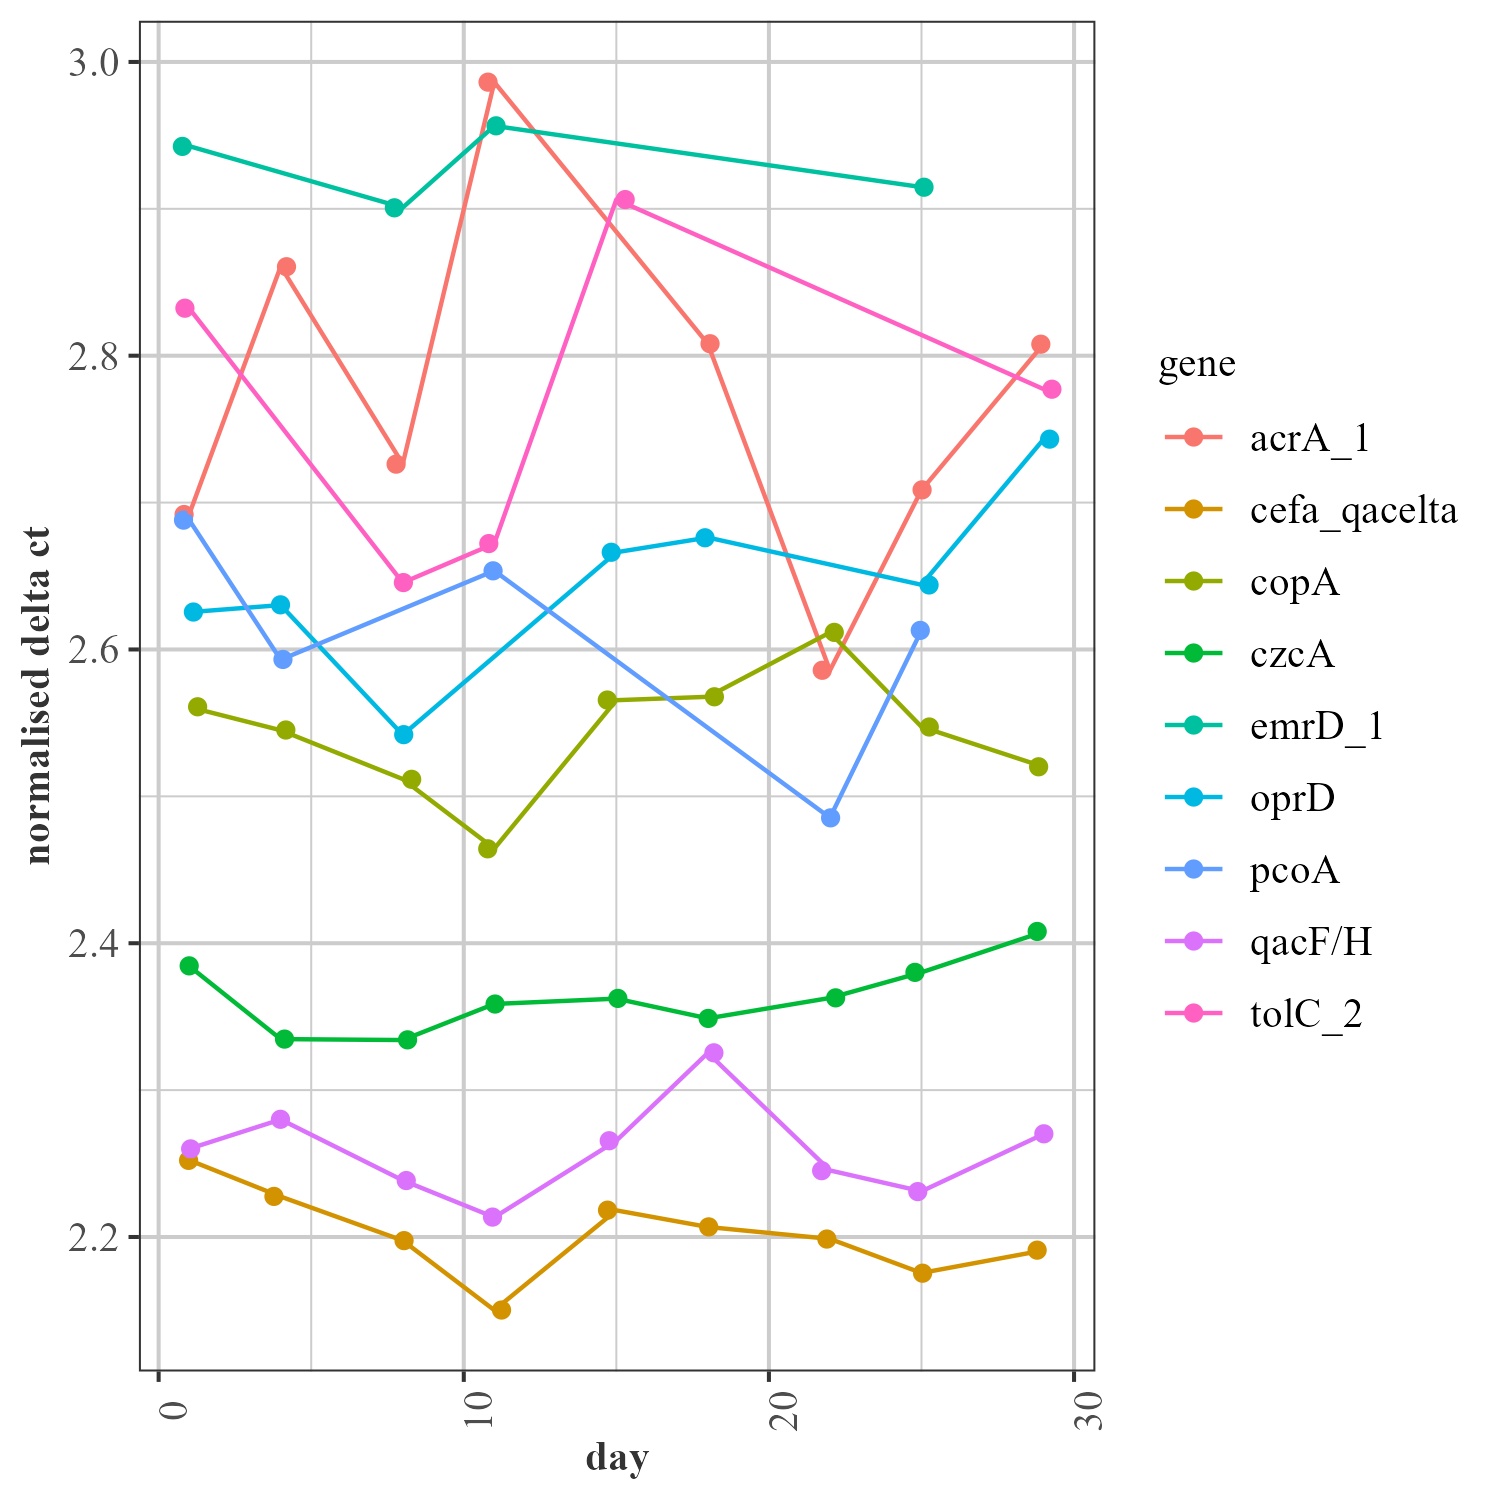 3.0
2.8
2.6
2.4
2.2
normalised delta ct
0
10
20
30
day
gene
acrA_1
cefa_qacelta
copA
czcA
emrD_1
oprD
pcoA
qacF/H
tolC_2